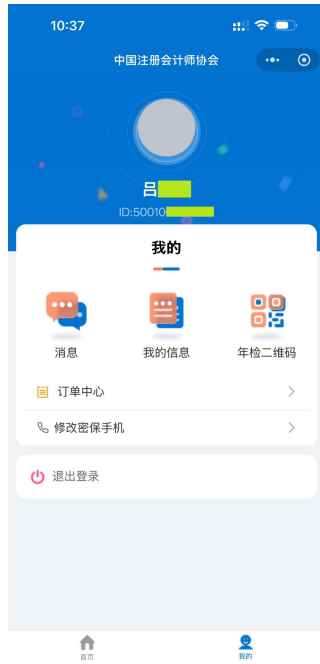 10:37
中国注册会计师协会
吕
ID:50010
我的
消息
我的信息
年检二维码
订单中心
修改密保手机
退出登录
首页
我的